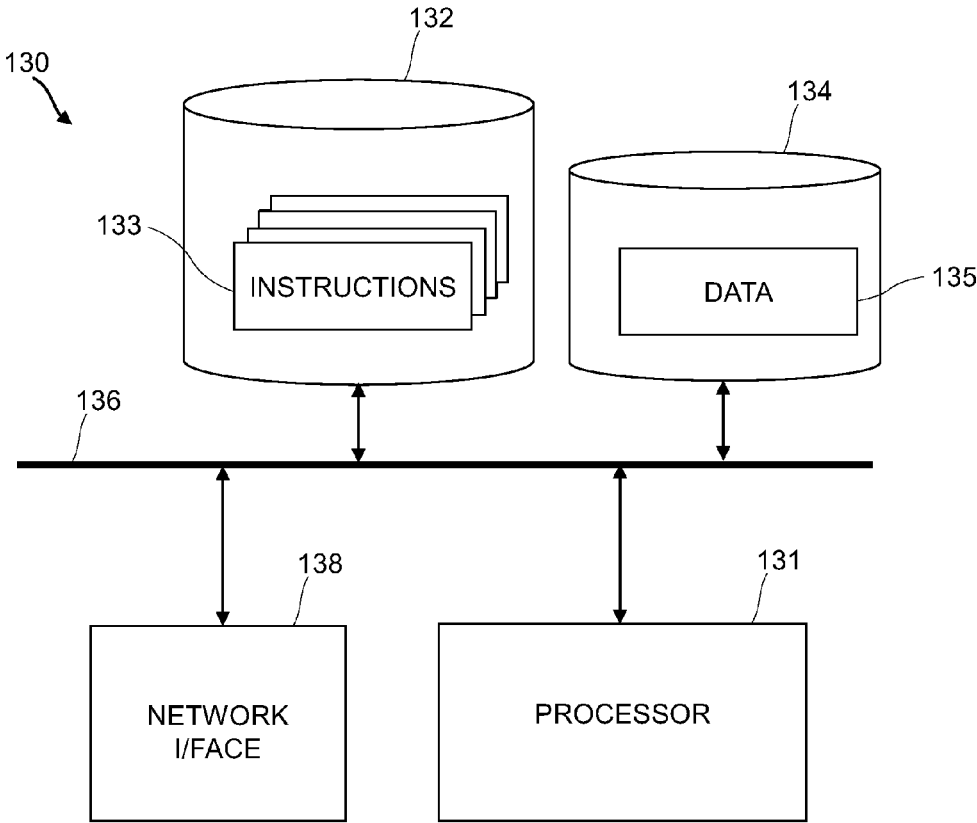 132
130
134
133
INSTRUCTIONS
DATA
135
136
138
131
NETWORK
I/FACE
PROCESSOR